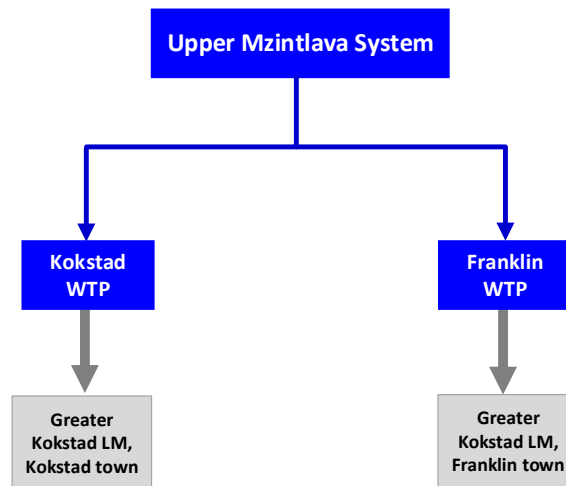 Upper Mzintlava System
Kokstad
WTP
Franklin
WTP
Greater
Kokstad LM,
Kokstad town
Greater
Kokstad LM,
Franklin town